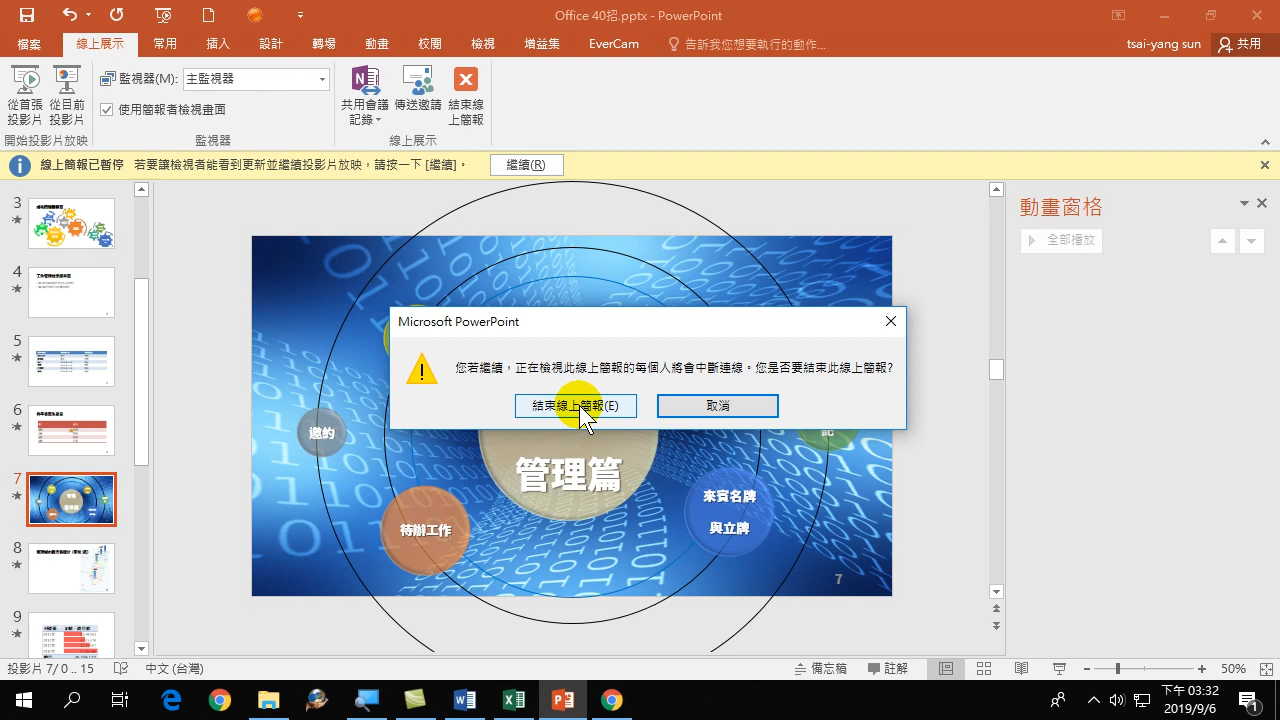 Office 40招.pptx - PowerPoint
檔案 線上展示 常用 插入 設計 轉場 動畫 校閱 檢視 增益集 EverCam 告訴我您想要執行的動作... tsai-yang sun 共用
從首張投影片
從目前投影片
開始投影片放映
監視器(M): 主監視器
使用簡報者檢視畫面
監視器
共用會議記錄
傳送邀請
結束線上簡報
線上展示
線上簡報已暫停 若要讓檢視者能看到更新並繼續投影片放映，請按一下 [繼續]。 繼續(R)
3
4
5
6
7
8
9
動畫窗格
全部播放
Microsoft PowerPoint
您若繼續，正在檢視此線上簡報的每個人將會中斷連線。您是否要結束此線上簡報?
結束線上簡報(E) 取消
邀約
管理篇
待辦工作
來賓名牌
與立牌
7
投影片 7/ 0 .. 15 中文 (台灣) 備忘稿 註解 50%
下午 03:32
2019/9/6
1